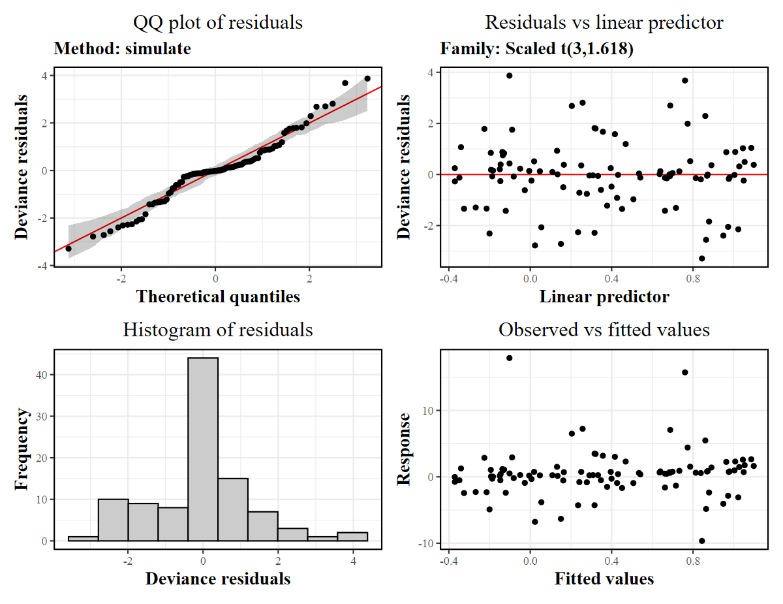 QQ plot of residuals
Method: simulate
Deviance residuals
4
2
0
-2
-4
-2
0
2
Theoretical quantiles
Residuals vs linear predictor
Family: Scaled t(3,1.618)
Deviance residuals
4
2
0
-2
-0.4
0.0
0.4
0.8
Linear predictor
Histogram of residuals
Frequency
40
30
20
10
0
-2
0
2
4
Deviance residuals
Observed vs fitted values
Response
10
0
-10
-0.4
0.0
0.4
0.8
Fitted values